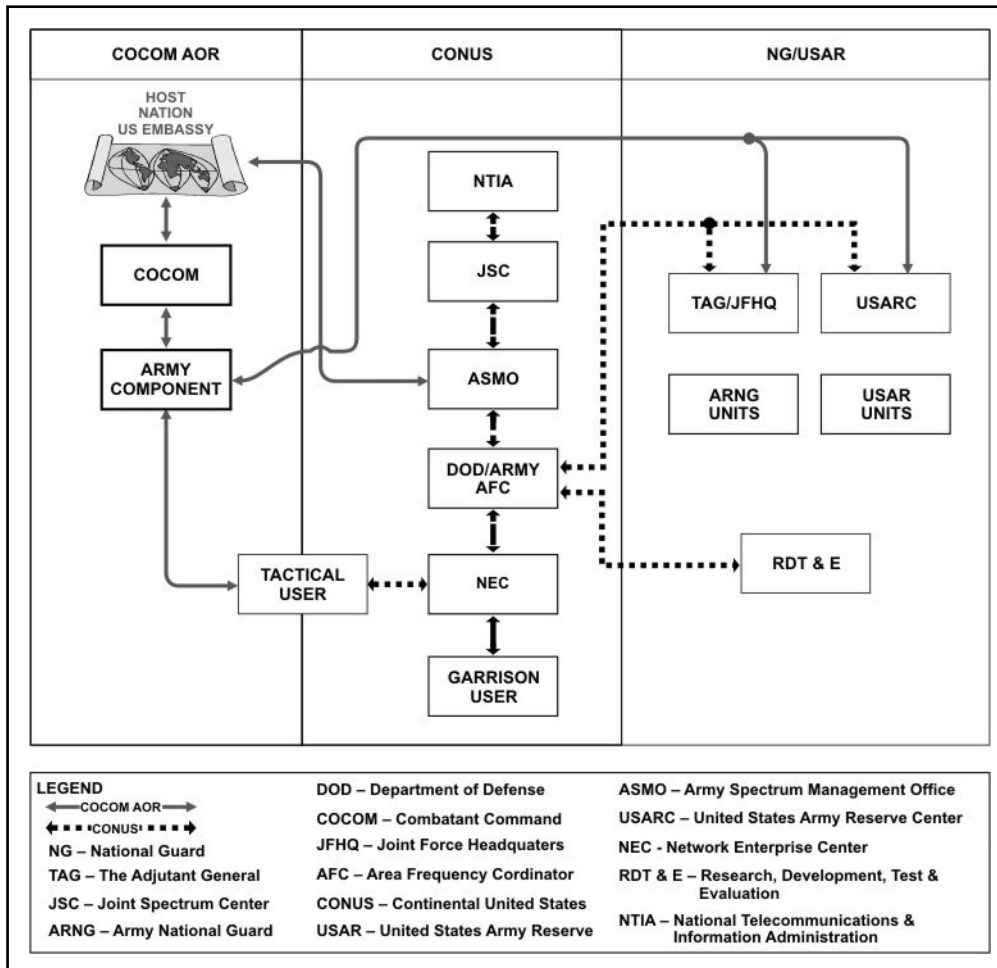 COCOM AOR
CONUS
NG/USAR
HOST
NATION
US EMBASSY
NTIA
COCOM
JSC
TAG/JFHQ
USARC
ARMY
COMPONENT
ASMO
ARNG
UNITS
USAR
UNITS
DOD/ARMY
AFC
TACTICAL
USER
NEC
RDT & E
GARRISON
USER
LEGEND
COCOM AOR
CONUS
NG – National Guard
TAG – The Adjutant General
JSC – Joint Spectrum Center
ARNG – Army National Guard
DOD – Department of Defense
COCOM – Combatant Command
JFHQ – Joint Force Headquaters
AFC – Area Frequency Cordinator
CONUS – Continental United States
USAR – United States Army Reserve
ASMO – Army Spectrum Management Office
USARC – United States Army Reserve Center
NEC - Network Enterprise Center
RDT & E – Research, Development, Test &
Evaluation
NTIA – National Telecommunications &
Information Administration